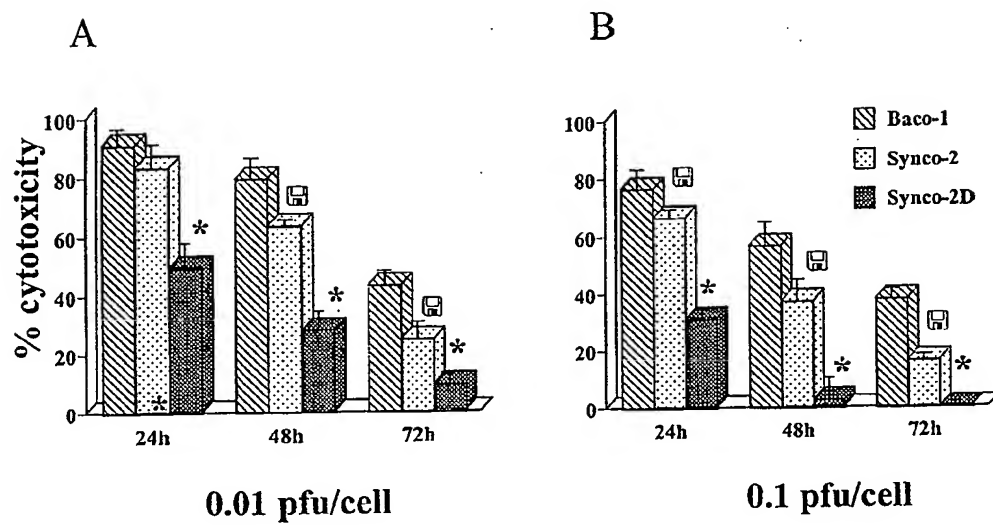 A
B
% cytotoxicity
100
80
60
40
20
0
*
*
*
*
24h
48h
72h
0.01 pfu/cell
100
80
60
40
20
0
*
*
*
24h
48h
72h
0.1 pfu/cell
Baco-1
Synco-2
Synco-2D